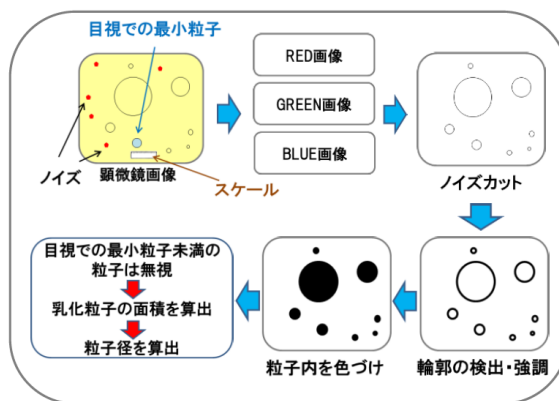 目視での最小粒子
RED画像
GREEN画像
BLUE画像
ノイズ
顕微鏡画像
スケール
ノイズカット
輪郭の検出・強調
粒子内を色づけ
目視での最小粒子未満の
粒子は無視
乳化粒子の面積を算出
粒子径を算出